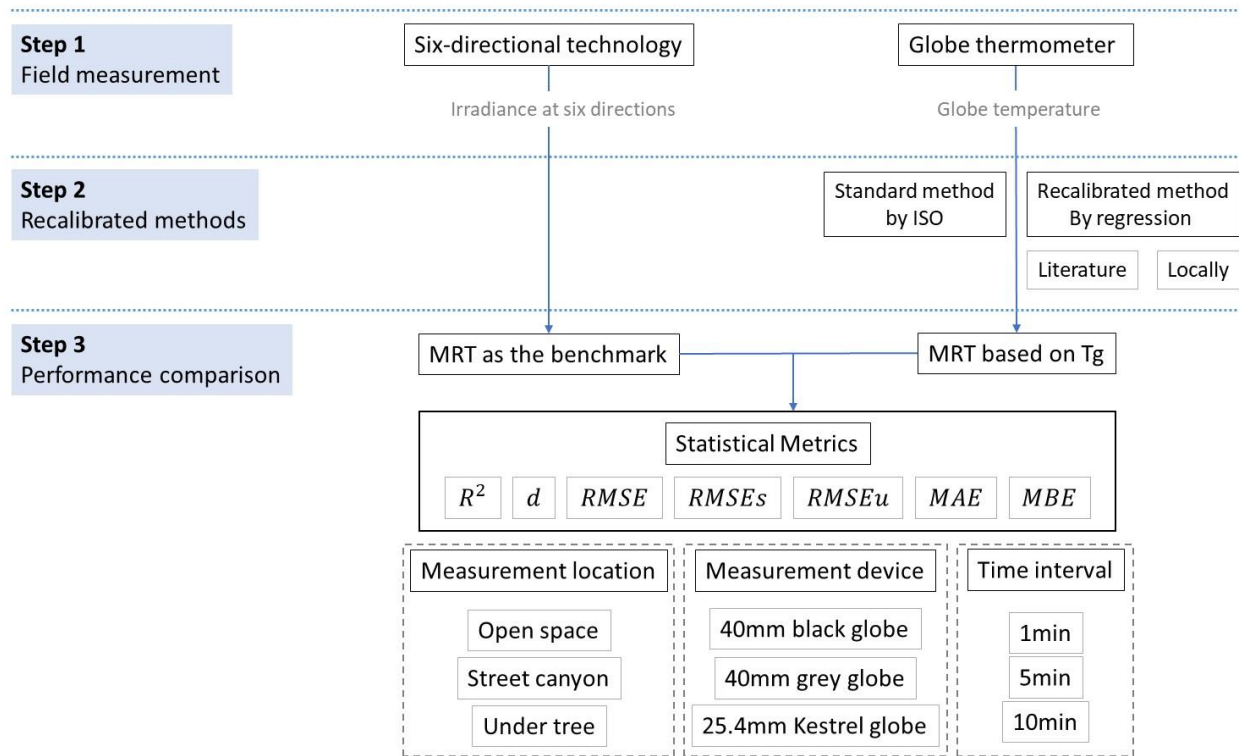 Step 1
Field measurement
Six-directional technology
Globe thermometer
Irradiance at six directions
Globe temperature
Step 2
Recalibrated methods
Standard method
by ISO
Recalibrated method
By regression
Literature
Locally
Step 3
Performance comparison
MRT as the benchmark
MRT based on Tg
Statistical Metrics
R² d RMSE RMSEs RMSEu MAE MBE
Measurement location
Open space
Street canyon
Under tree
Measurement device
40mm black globe
40mm grey globe
25.4mm Kestrel globe
Time interval
1min
5min
10min